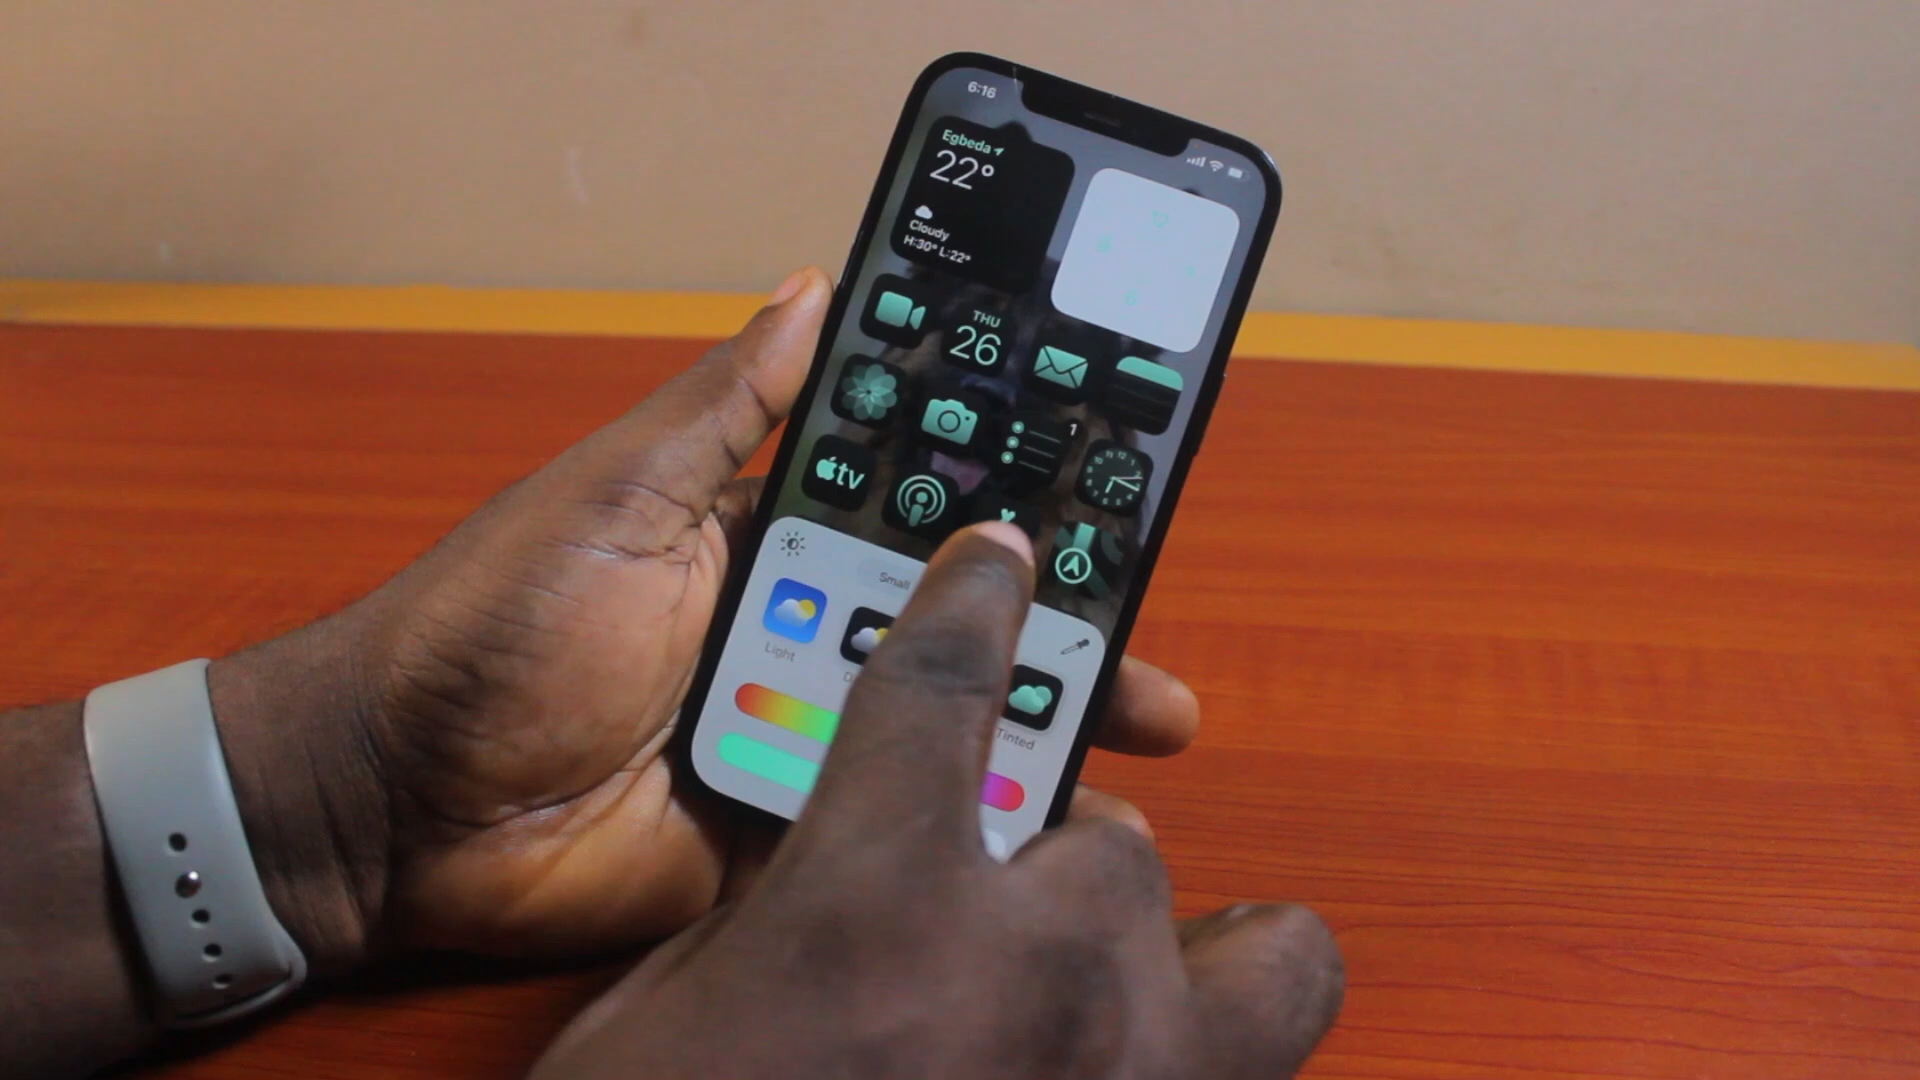 6:16
Egbeda
22°
Cloudy
H:30° L:22°
THU
26
1
tv
Small
Light
D
Tinted